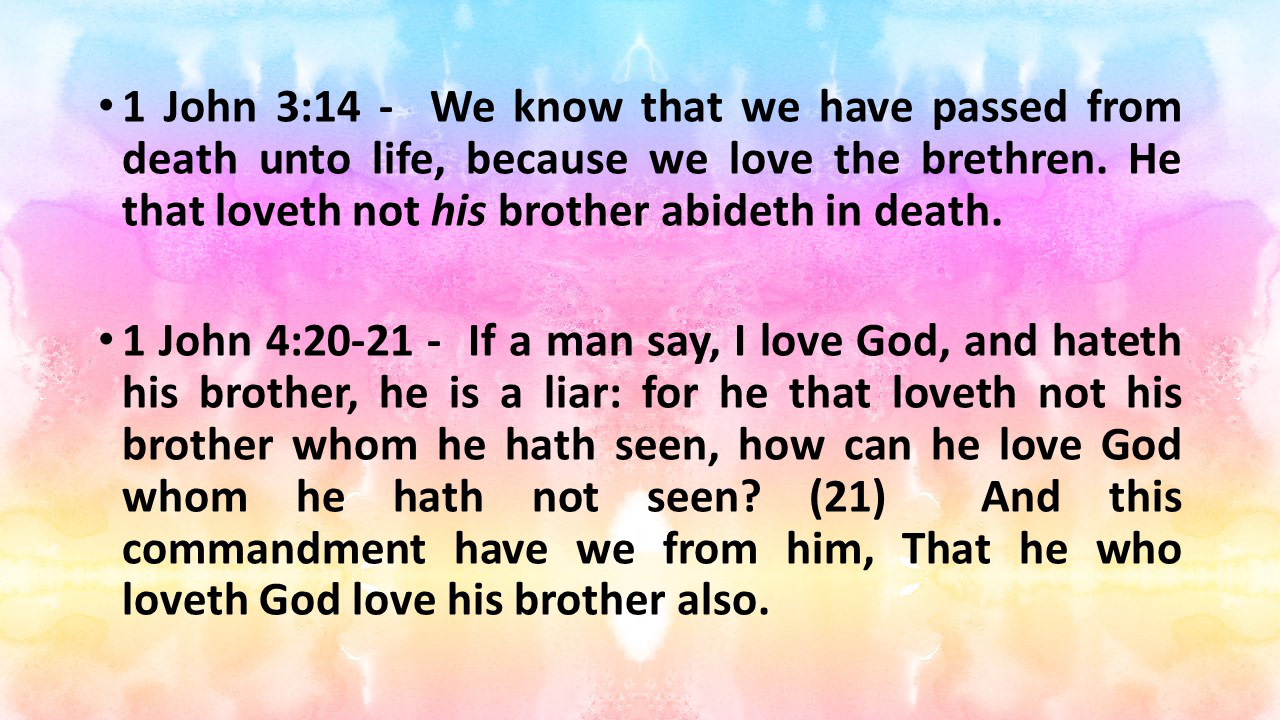 • 1 John 3:14 - We know that we have passed from
death unto life, because we love the brethren. He
that loveth not his brother abideth in death.
• 1 John 4:20-21 - If a man say, I love God, and hateth
his brother, he is a liar: for he that loveth not his
brother whom he hath seen, how can he love God
whom he hath not seen? (21) And this
commandment have we from him, That he who
loveth God love his brother also.